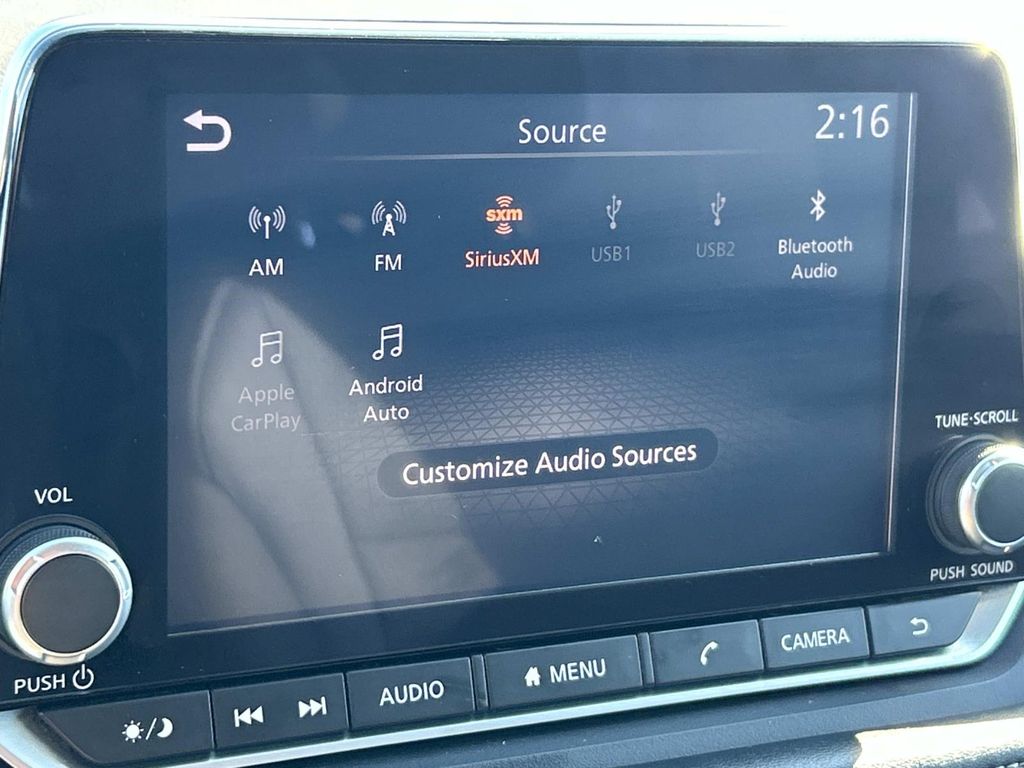 Source
2:16
sxm
AM
FM
SiriusXM
USB1
USB2
Bluetooth
Audio
Apple
CarPlay
Android
Auto
Customize Audio Sources
VOL
TUNE·SCROLL
PUSH
PUSH SOUND
AUDIO
MENU
CAMERA